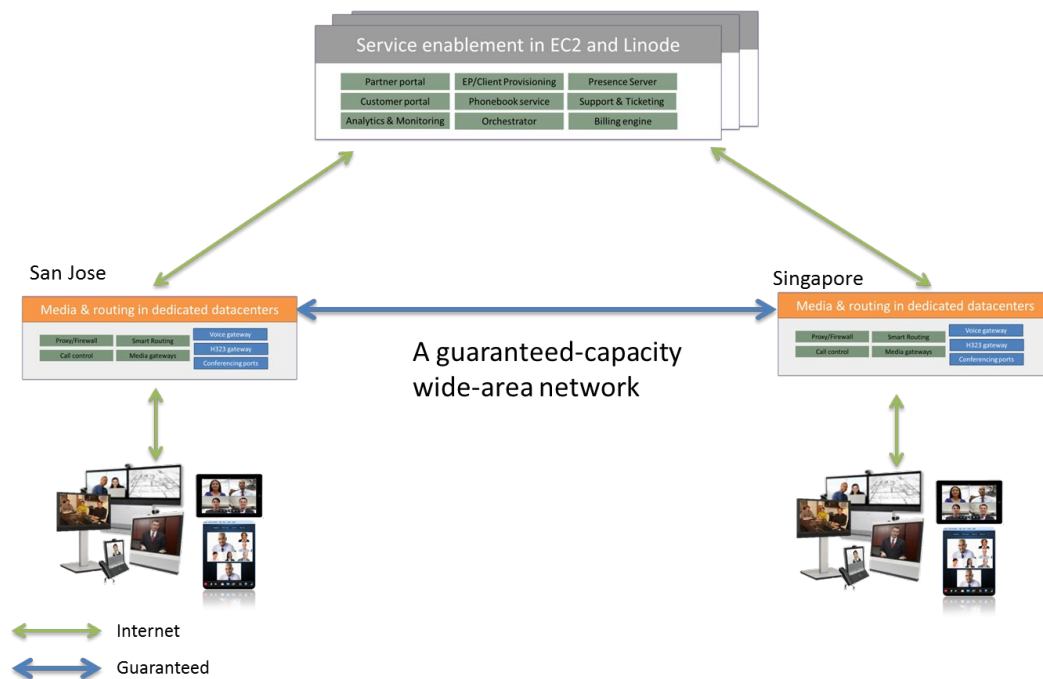 Service enablement in EC2 and Linode
Partner portal
EP/Client Provisioning
Presence Server
Customer portal
Phonebook service
Support & Ticketing
Analytics & Monitoring
Orchestrator
Billing engine
San Jose
Singapore
Media & routing in dedicated datacenters
Proxy/Firewall
Smart Routing
Voice gateway
H323 gateway
Call control
Media gateways
Conferencing ports
Media & routing in dedicated datacenters
Proxy/Firewall
Smart Routing
Voice gateway
H323 gateway
Call control
Media gateways
Conferencing ports
A guaranteed-capacity
wide-area network
Internet
Guaranteed